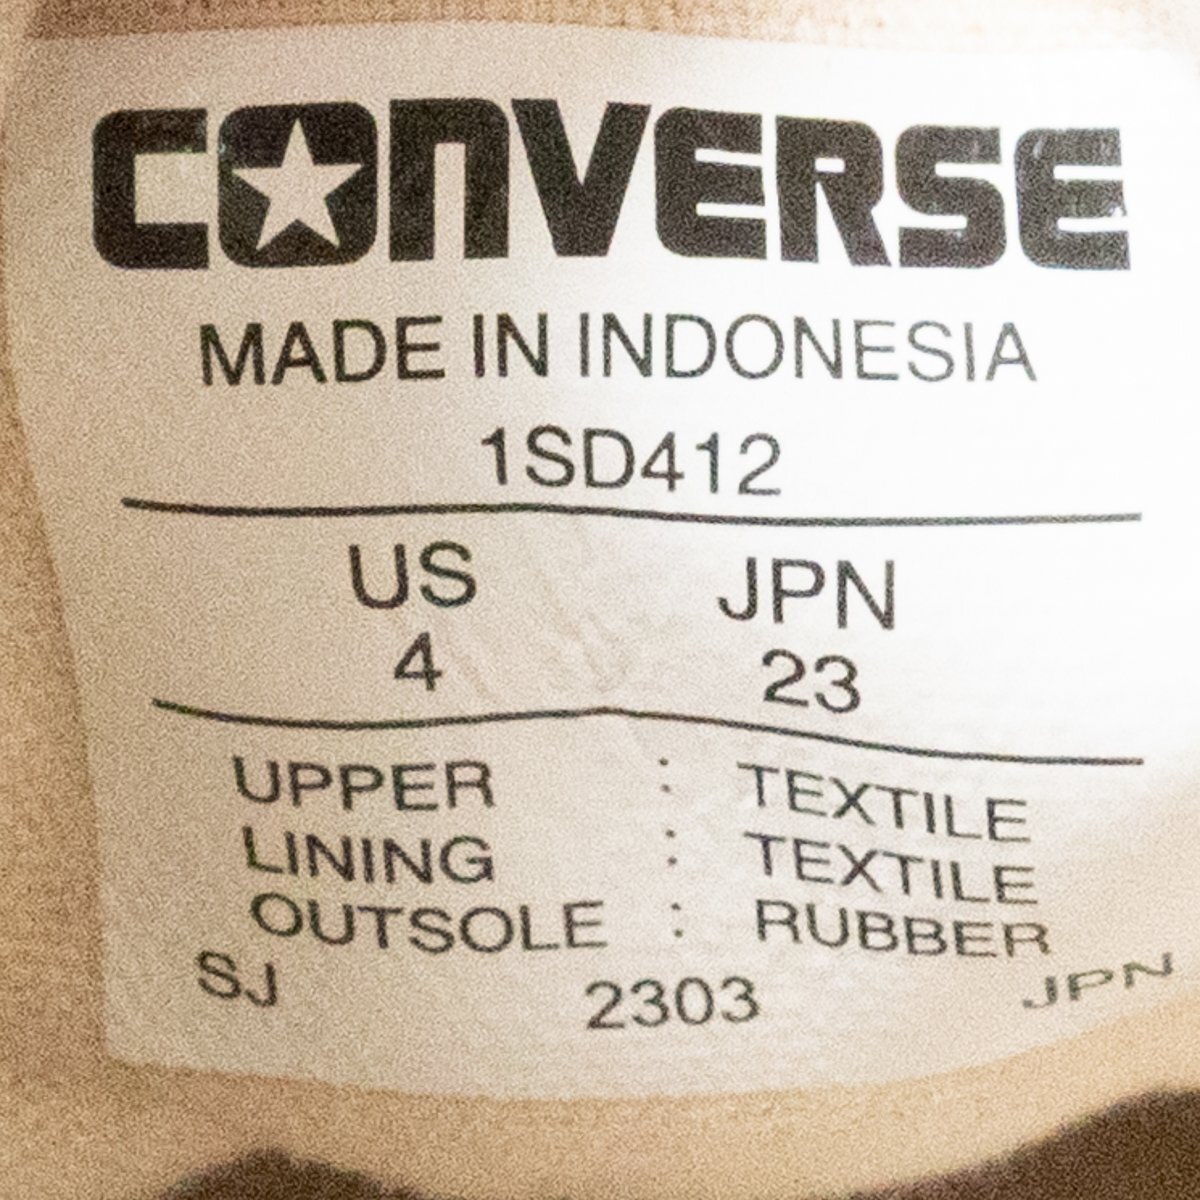 CONVERSE
MADE IN INDONESIA
1SD412
US JPN
4 23
UPPER : TEXTILE
LINING : TEXTILE
OUTSOLE : RUBBER
SJ 2303 JPN